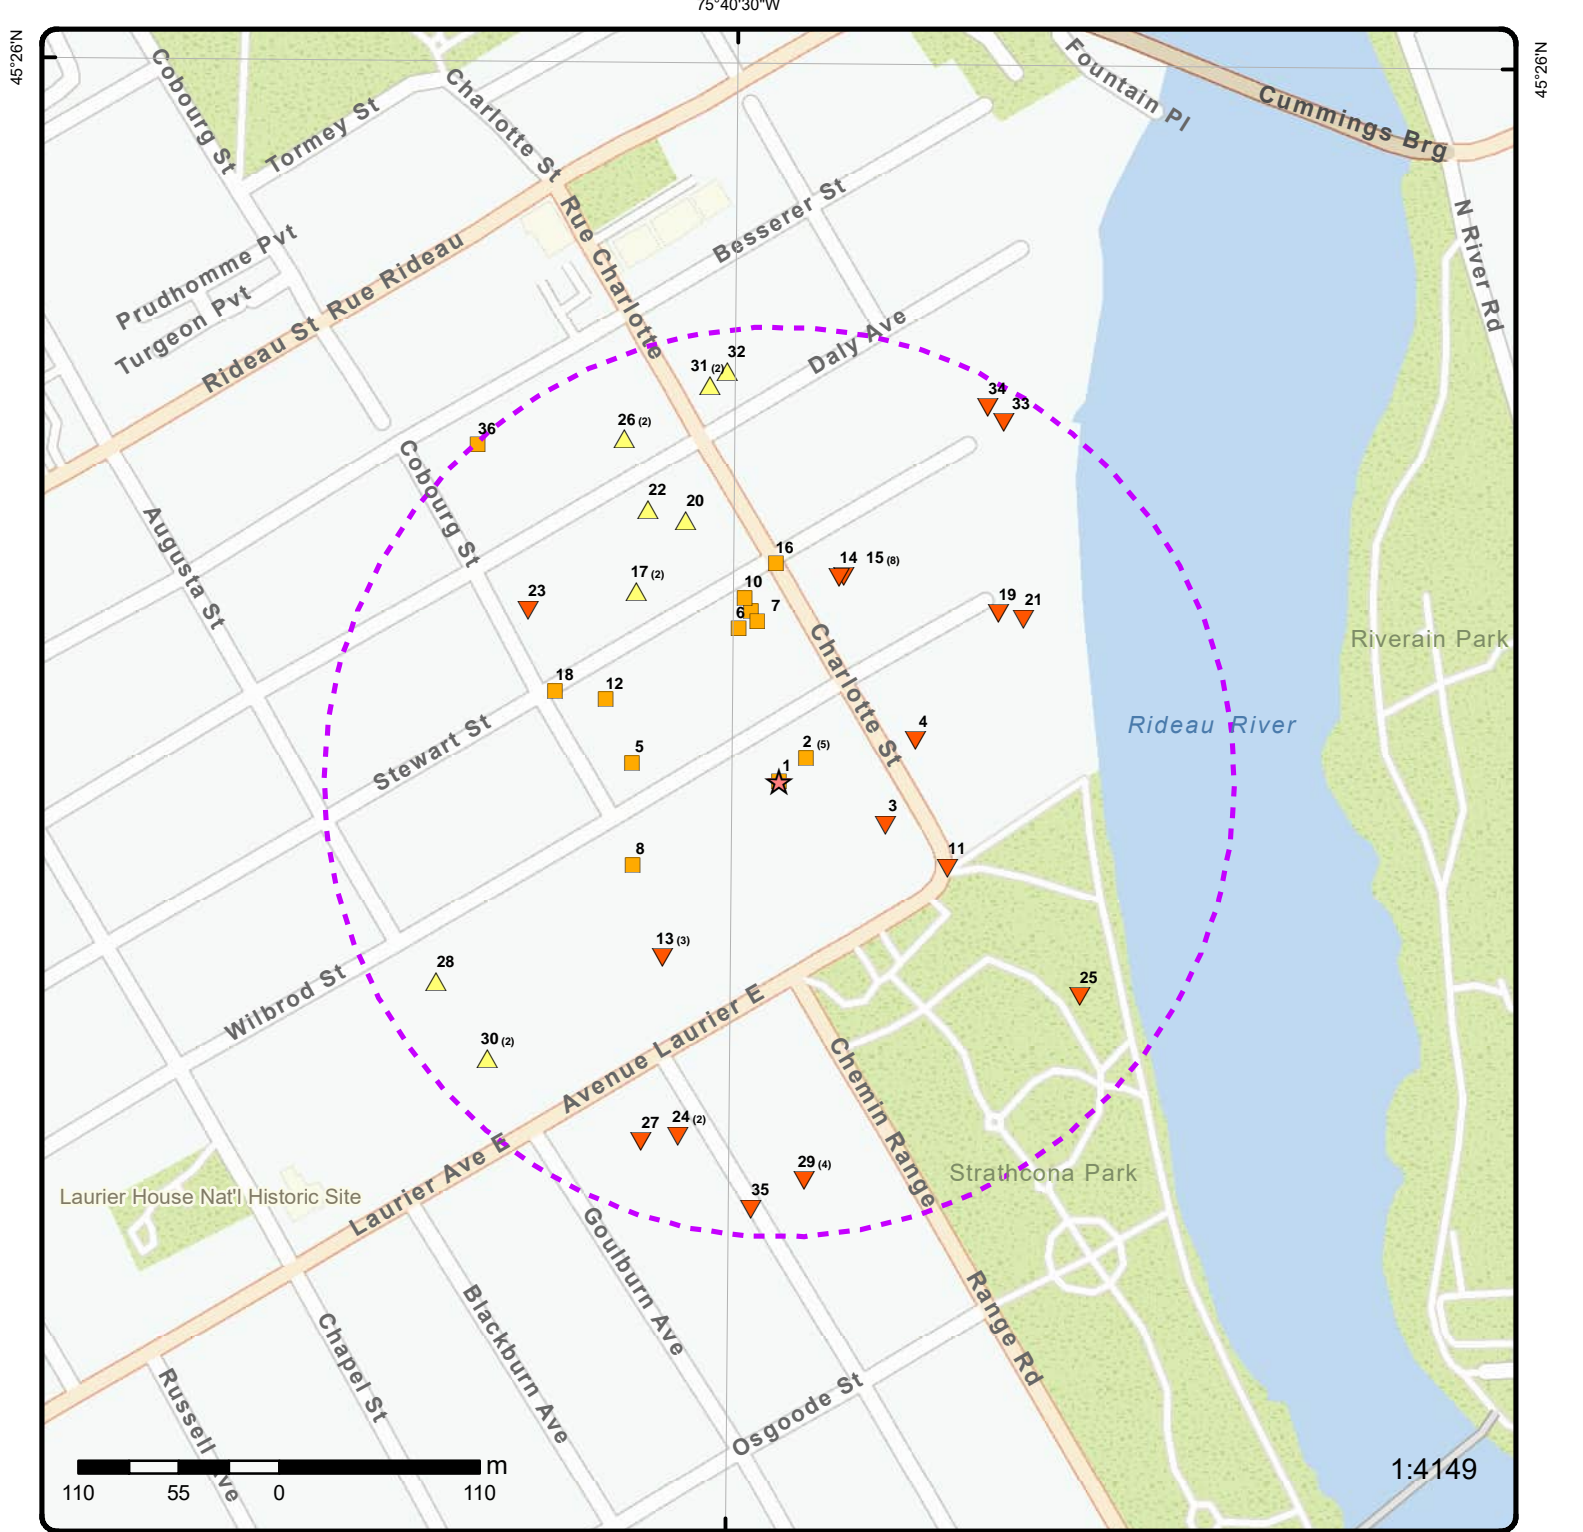 75°40'30"W
45°26'N
45°26'N
Cobourg St
Tormey St
Charlotte St
Fountain Pl
Cummings Brg
N River Rd
Prudhomme Pvt
Turgeon Pvt
Rideau St Rue Rideau
Rue Charlotte
Besserer St
Daly Ave
32
31 (2)
34
33
36
26 (2)
Cobourg St
Augusta St
22
20
16
14
15 (8)
17 (2)
23
10
7
6
19
21
Charlotte St
Riverain Park
18
12
Stewart St
Rideau River
5
4
2 (5)
1
3
8
11
13 (3)
28
25
Wilbrod St
30 (2)
Avenue Laurier E
Chemin Range
27
24 (2)
29 (4)
35
Strathcona Park
Laurier House Nat'l Historic Site
Laurier Ave E
Goulburn Ave
Blackburn Ave
Chapel St
Russell Ave
Range Rd
Osgoode St
m
110 55 0 110
1:4149